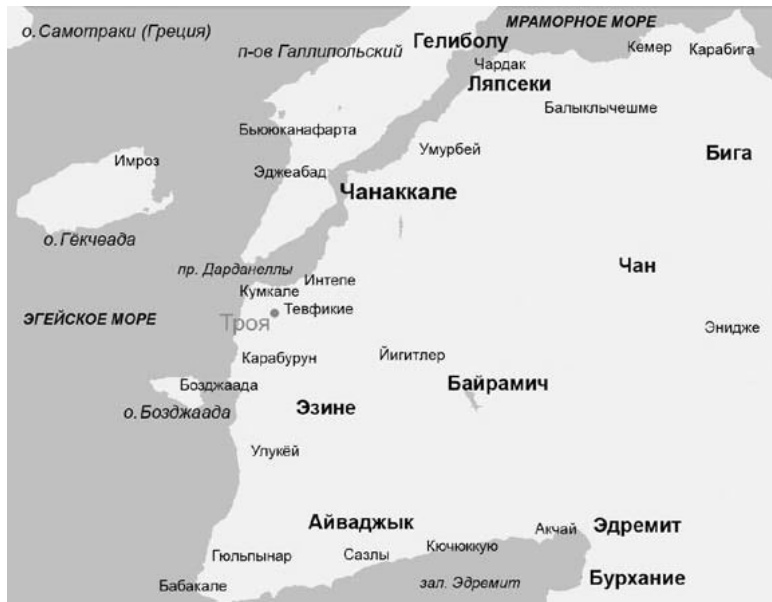 МРАМОРНОЕ МОРЕ
о. Самотраки (Греция)
п-ов Галлипольский
Гелиболу
Кемер
Карабига
Чардак
Ляпсеки
Балыклычешме
Бьююканафарта
Умурбей
Бига
Имроз
Эджеабад
Чанаккале
о. Гёкчеада
пр. Дарданеллы
Чан
Интепе
Кумкале
Тевфикие
ЭГЕЙСКОЕ МОРЕ
Троя
Энидже
Карабурун
Йигитлер
Бозджаада
Байрамич
о. Бозджаада
Эзине
Улукёй
Айваджык
Акчай
Эдремит
Гюльпынар
Сазлы
Кючюккую
Бабакале
зал. Эдремит
Бурхание